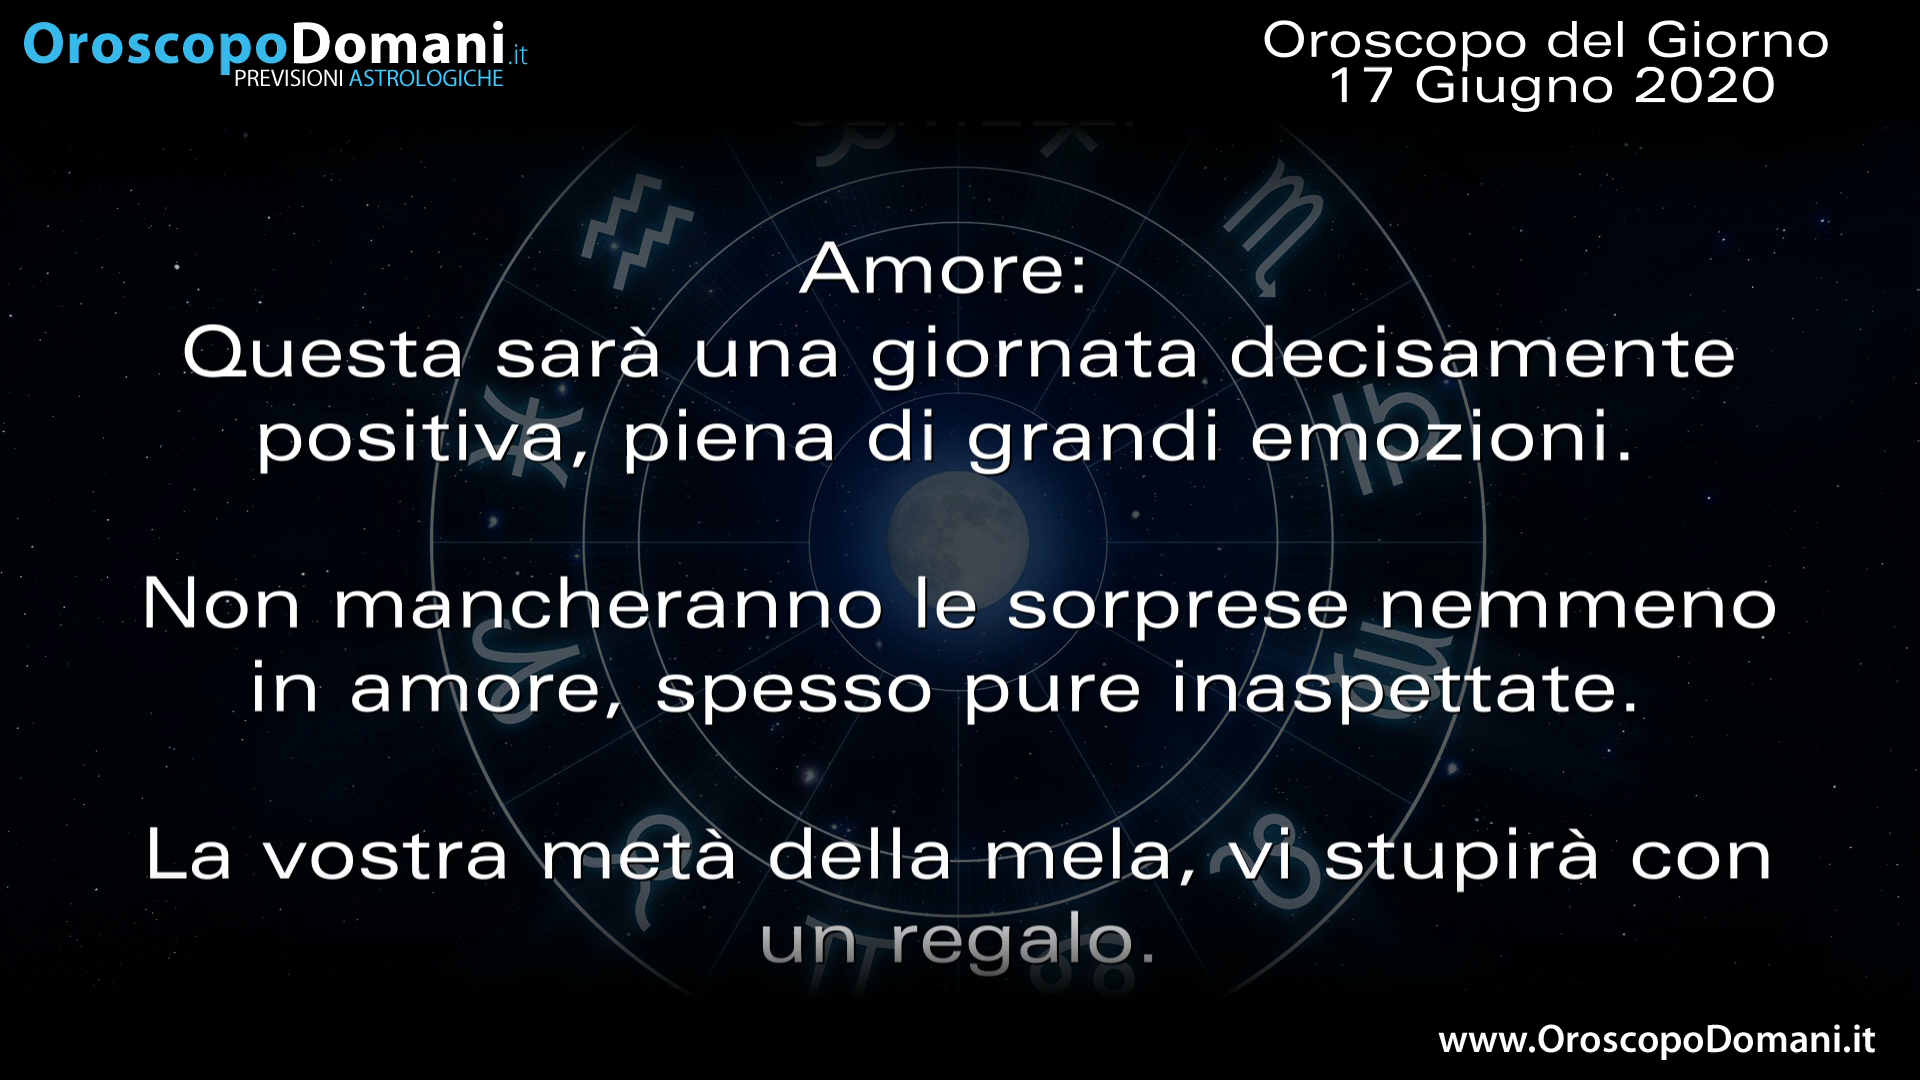 OroscopoDomani.it
PREVISIONI ASTROLOGICHE
Oroscopo del Giorno
17 Giugno 2020
Amore:
Questa sarà una giornata decisamente
positiva, piena di grandi emozioni.
Non mancheranno le sorprese nemmeno
in amore, spesso pure inaspettate.
La vostra metà della mela, vi stupirà con
un regalo.
www.OroscopoDomani.it